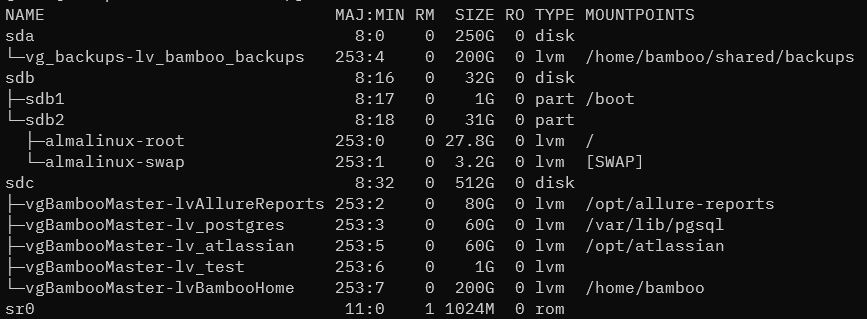 NAME                             MAJ:MIN RM   SIZE RO TYPE MOUNTPOINTS
sda                                8:0    0   250G  0 disk
└─vg_backups-lv_bamboo_backups   253:4    0   200G  0 lvm  /home/bamboo/shared/backups
sdb                                8:16   0    32G  0 disk
├─sdb1                             8:17   0     1G  0 part /boot
└─sdb2                             8:18   0    31G  0 part
  ├─almalinux-root               253:0    0  27.8G  0 lvm  /
  └─almalinux-swap               253:1    0   3.2G  0 lvm  [SWAP]
sdc                                8:32   0   512G  0 disk
├─vgBambooMaster-lvAllureReports 253:2    0    80G  0 lvm  /opt/allure-reports
├─vgBambooMaster-lv_postgres     253:3    0    60G  0 lvm  /var/lib/pgsql
├─vgBambooMaster-lv_atlassian    253:5    0    60G  0 lvm  /opt/atlassian
├─vgBambooMaster-lv_test         253:6    0     1G  0 lvm
└─vgBambooMaster-lvBambooHome    253:7    0   200G  0 lvm  /home/bamboo
sr0                               11:0    1  1024M  0 rom